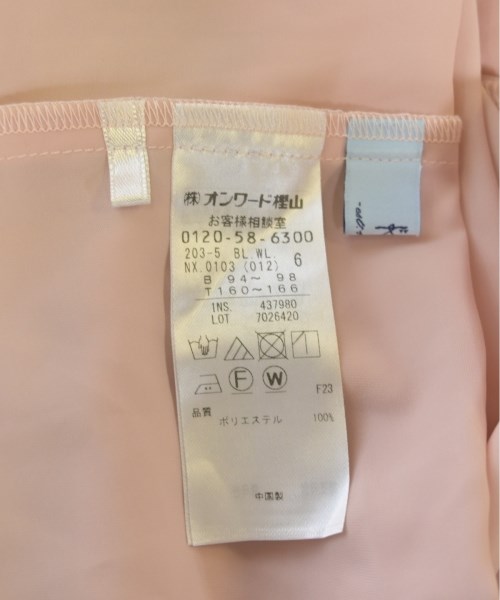 ㈱オンワード樫山
お客様相談室
0120-58-6300
203-5 BL.WL. 6
NX.0103 (012)
B 94～ 98
T160～166
INS. 437980
LOT 7026420
F W
F23
品質
ポリエステル 100%
中国製